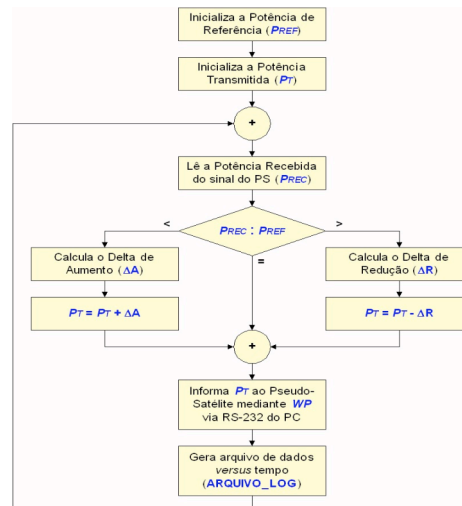 Inicializa a Potência de
Referência (PREF)
Inicializa a Potência
Transmitida (PT)
+
Lê a Potência Recebida
do sinal do PS (PREC)
<
PREC : PREF
>
=
Calcula o Delta de
Aumento (ΔA)
Calcula o Delta de
Redução (ΔR)
PT = PT + ΔA
PT = PT - ΔR
+
Informa PT ao Pseudo-
Satélite mediante WP
via RS-232 do PC
Gera arquivo de dados
versus tempo
(ARQUIVO_LOG)